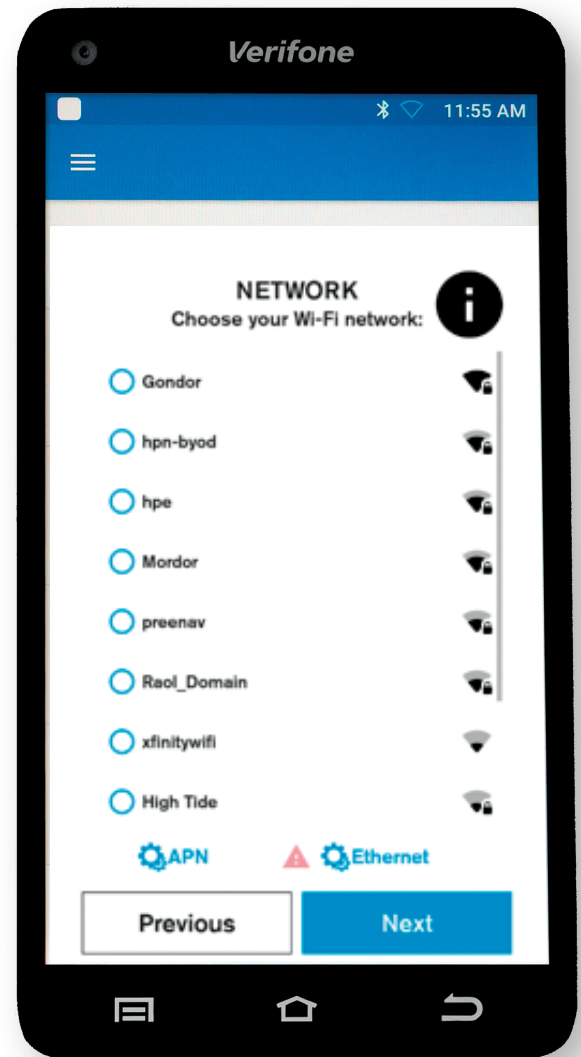 Verifone
11:55 AM
NETWORK
Choose your Wi-Fi network:
i
Gondor
hpn-byod
hpe
Mordor
preenav
Raol_Domain
xfinitywifi
High Tide
APN ! Ethernet
Previous Next